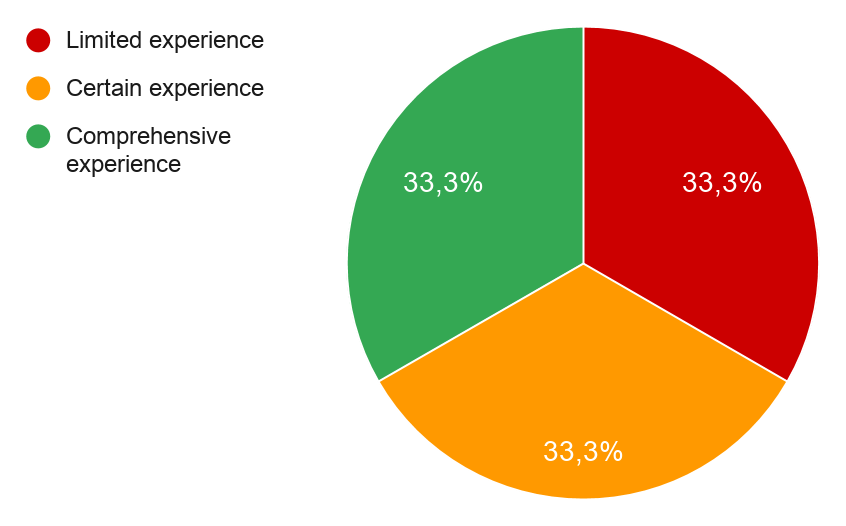 Limited experience
Certain experience
Comprehensive
experience
33,3%
33,3%
33,3%